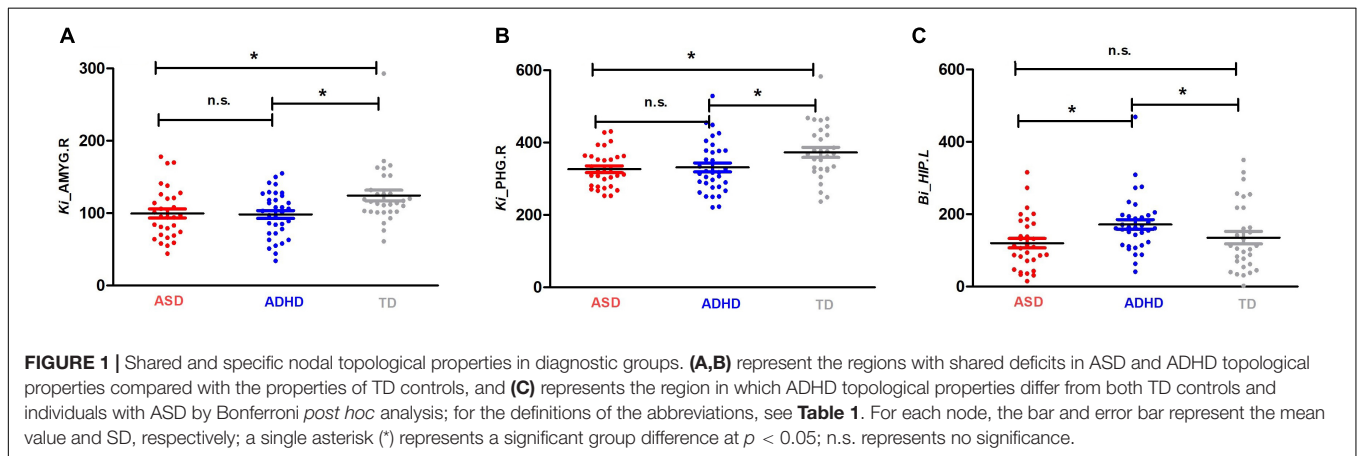 A
B
C
*
n.s.
*
300
200
100
0
Ki_AMYG.R
ASD
ADHD
TD
*
n.s.
*
600
400
200
0
Ki_PHG.R
ASD
ADHD
TD
n.s.
*
*
600
400
200
0
Bi_HIP.L
ASD
ADHD
TD
FIGURE 1 | Shared and specific nodal topological properties in diagnostic groups. (A,B) represent the regions with shared deficits in ASD and ADHD topological
properties compared with the properties of TD controls, and (C) represents the region in which ADHD topological properties differ from both TD controls and
individuals with ASD by Bonferroni post hoc analysis; for the definitions of the abbreviations, see Table 1. For each node, the bar and error bar represent the mean
value and SD, respectively; a single asterisk (*) represents a significant group difference at p < 0.05; n.s. represents no significance.